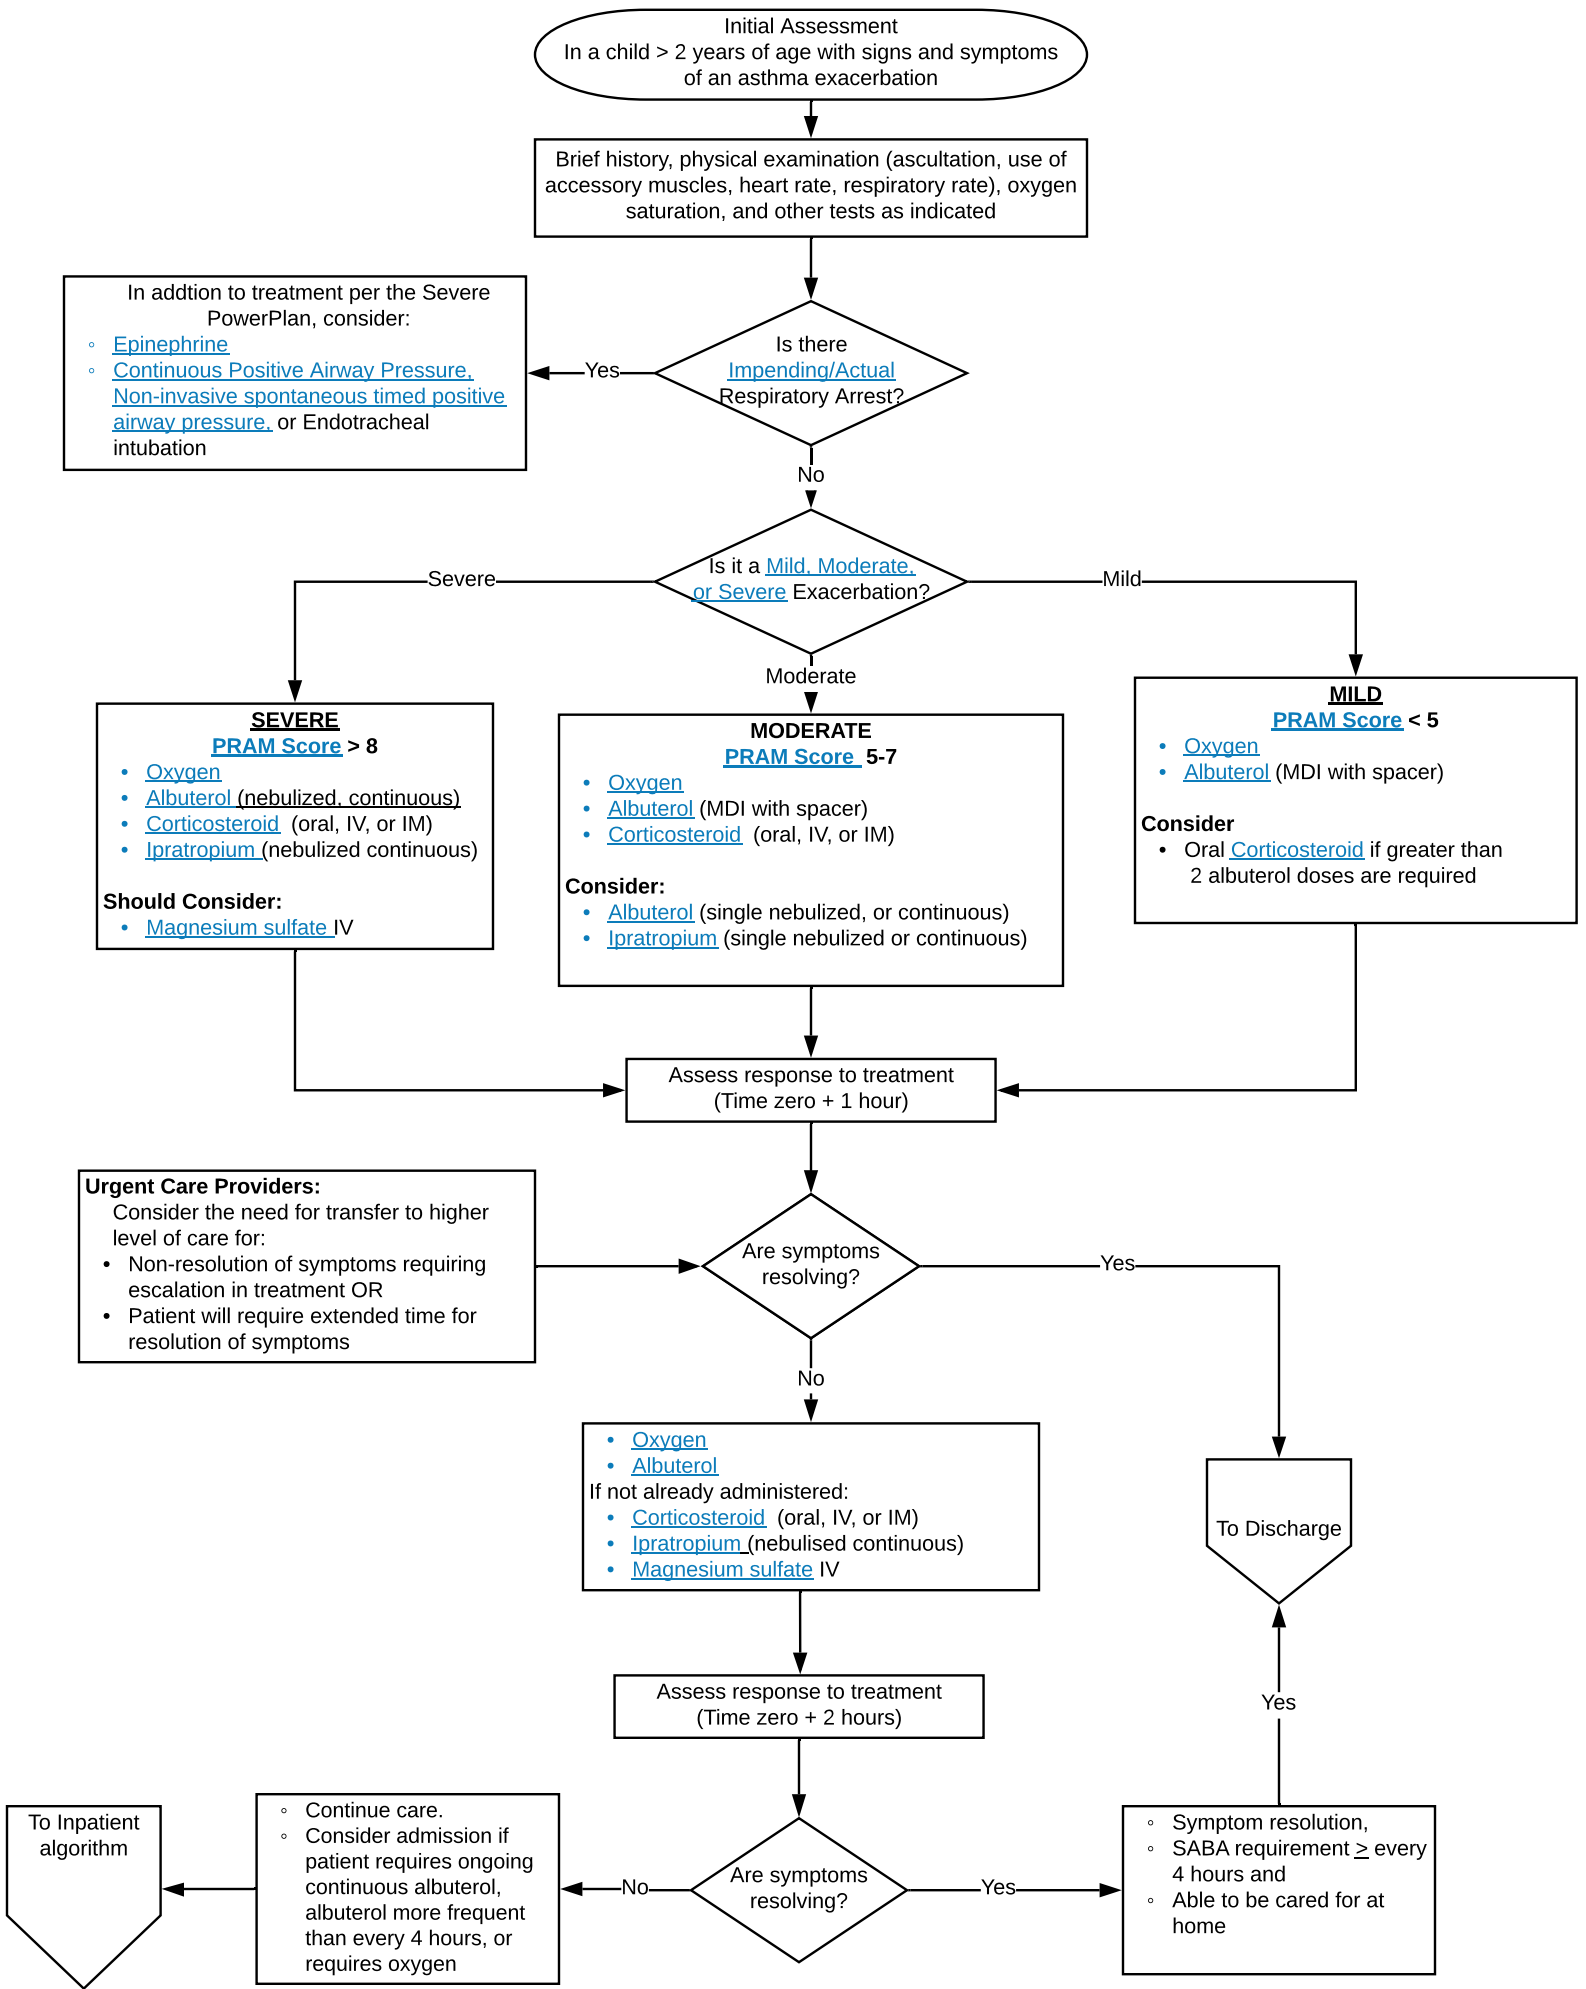 Initial Assessment
In a child > 2 years of age with signs and symptoms
of an asthma exacerbation
Brief history, physical examination (ascultation, use of
accessory muscles, heart rate, respiratory rate), oxygen
saturation, and other tests as indicated
In addtion to treatment per the Severe
PowerPlan, consider:
◦ Epinephrine
◦ Continuous Positive Airway Pressure,
Non-invasive spontaneous timed positive
airway pressure, or Endotracheal
intubation
Yes
Is there
Impending/Actual
Respiratory Arrest?
No
Is it a Mild, Moderate,
or Severe Exacerbation?
Severe
Moderate
Mild
SEVERE
PRAM Score > 8
• Oxygen
• Albuterol (nebulized, continuous)
• Corticosteroid (oral, IV, or IM)
• Ipratropium (nebulized continuous)
Should Consider:
• Magnesium sulfate IV
MODERATE
PRAM Score 5-7
• Oxygen
• Albuterol (MDI with spacer)
• Corticosteroid (oral, IV, or IM)
Consider:
• Albuterol (single nebulized, or continuous)
• Ipratropium (single nebulized or continuous)
MILD
PRAM Score < 5
• Oxygen
• Albuterol (MDI with spacer)
Consider
• Oral Corticosteroid if greater than
2 albuterol doses are required
Assess response to treatment
(Time zero + 1 hour)
Urgent Care Providers:
Consider the need for transfer to higher
level of care for:
• Non-resolution of symptoms requiring
escalation in treatment OR
• Patient will require extended time for
resolution of symptoms
Are symptoms
resolving?
Yes
No
• Oxygen
• Albuterol
If not already administered:
• Corticosteroid (oral, IV, or IM)
• Ipratropium (nebulised continuous)
• Magnesium sulfate IV
To Discharge
Assess response to treatment
(Time zero + 2 hours)
Yes
To Inpatient
algorithm
◦ Continue care.
◦ Consider admission if
patient requires ongoing
continuous albuterol,
albuterol more frequent
than every 4 hours, or
requires oxygen
No
Are symptoms
resolving?
Yes
◦ Symptom resolution,
◦ SABA requirement ≥ every
4 hours and
◦ Able to be cared for at
home